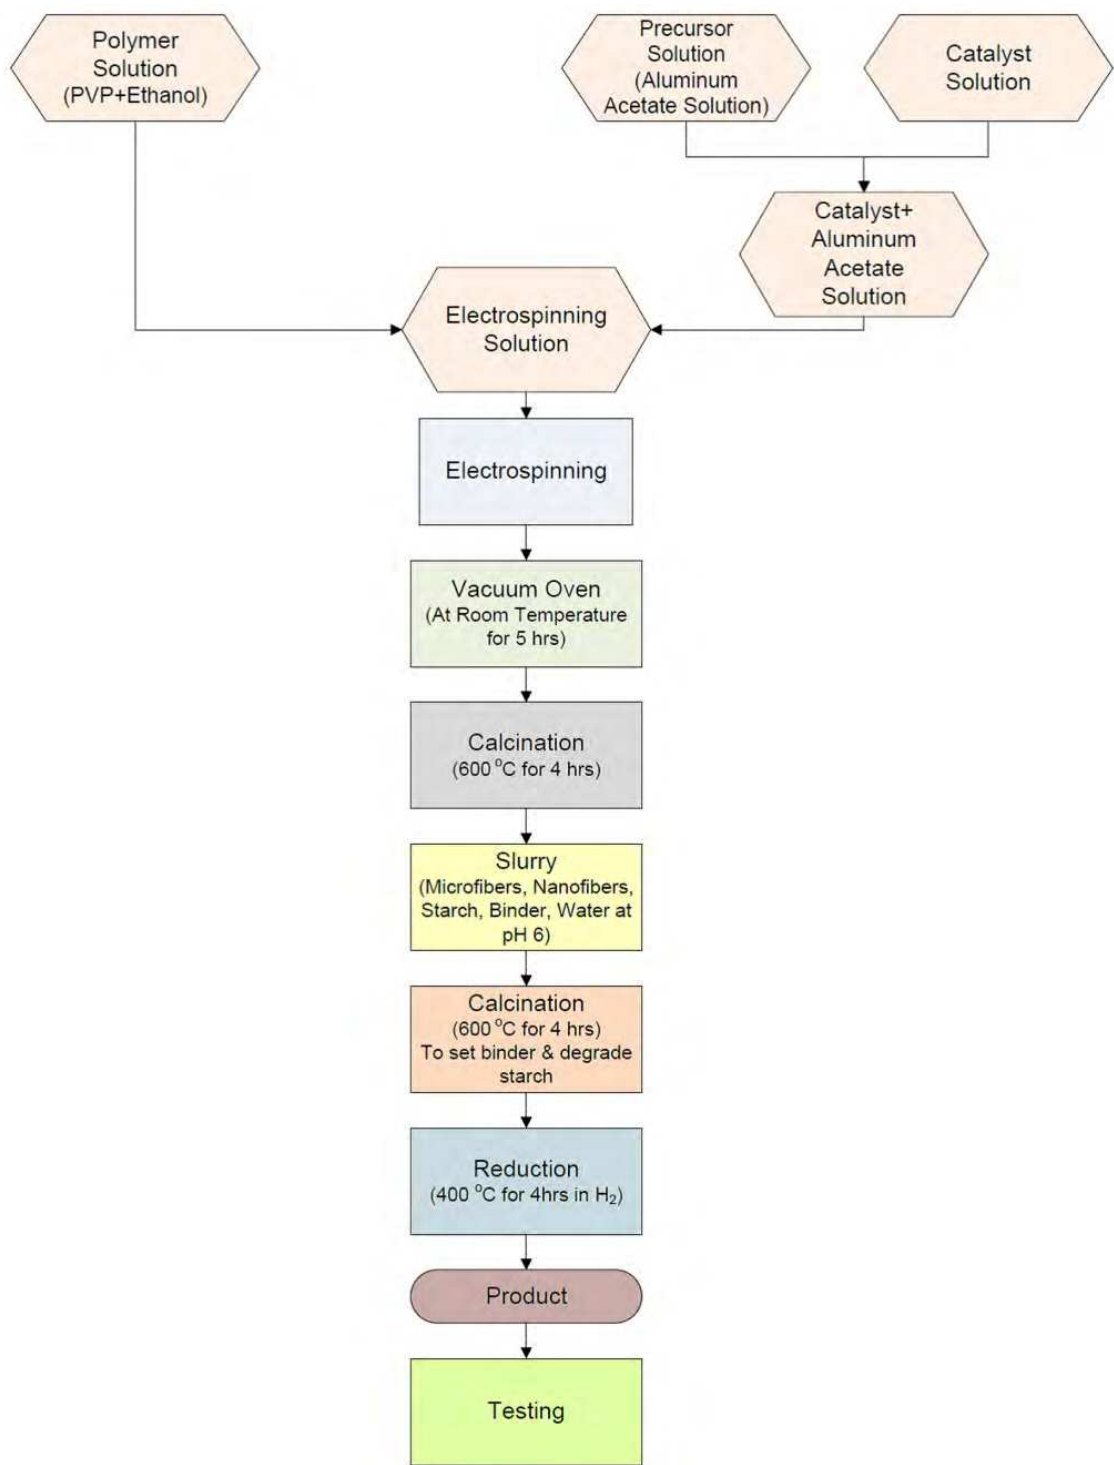 Polymer
Solution
(PVP+Ethanol)
Precursor
Solution
(Aluminum
Acetate Solution)
Catalyst
Solution
Catalyst+
Aluminum
Acetate
Solution
Electrospinning
Solution
Electrospinning
Vacuum Oven
(At Room Temperature
for 5 hrs)
Calcination
(600 °C for 4 hrs)
Slurry
(Microfibers, Nanofibers,
Starch, Binder, Water at
pH 6)
Calcination
(600 °C for 4 hrs)
To set binder & degrade
starch
Reduction
(400 °C for 4hrs in H₂)
Product
Testing